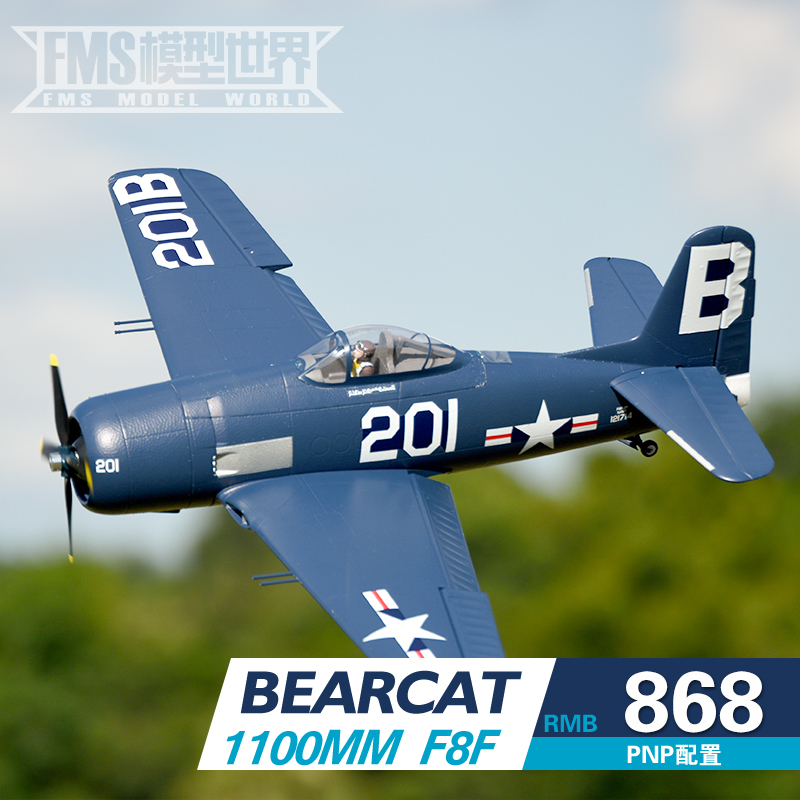 FMS模型世界
FMS MODEL WORLD
201B
B
201
201
121714
BEARCAT
1100MM F8F
RMB 868
PNP配置